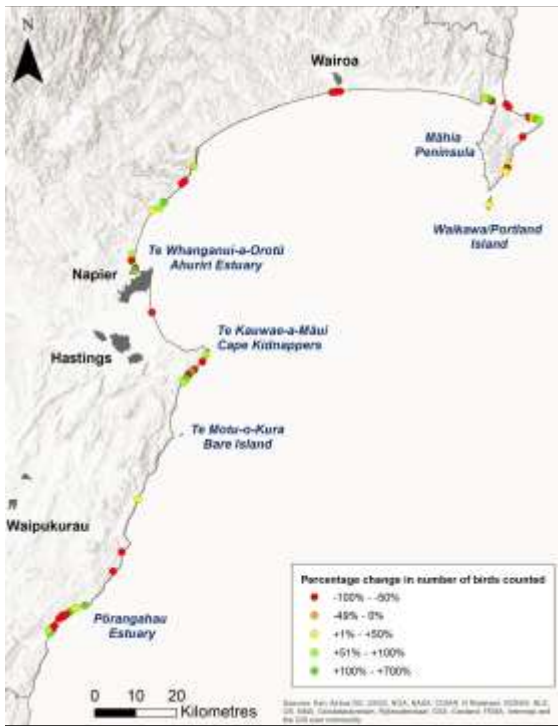 N
Wairoa
Māhia
Peninsula
Waikawa/Portland
Island
Te Whanganui-a-Orotū
Ahuriri Estuary
Napier
Te Kauwae-a-Māui
Cape Kidnappers
Hastings
Te Motu-o-Kura
Bare Island
Waipukurau
Pōrangahau
Estuary
Percentage change in number of birds counted
-100% - -50%
-49% - 0%
+1% - +50%
+51% - +100%
+100% - +700%
0 10 20
Kilometres